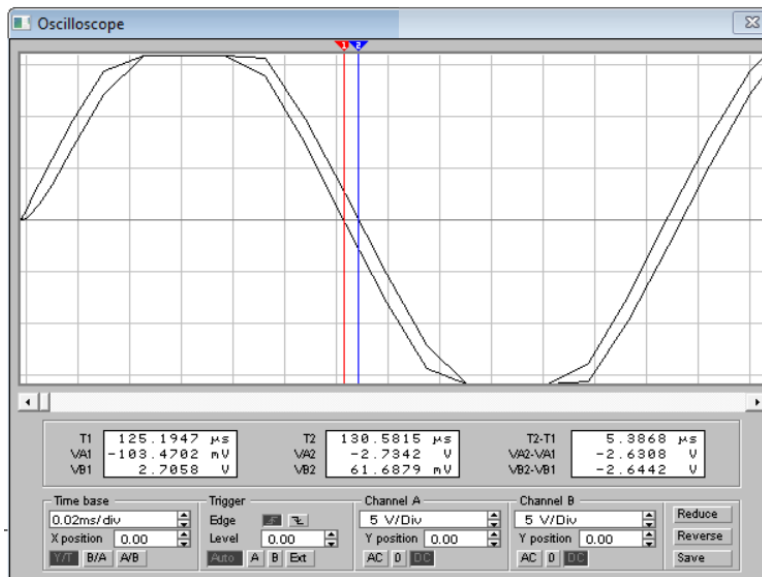 Oscilloscope
1 2
T1 125.1947 µs T2 130.5815 µs T2-T1 5.3868 µs
VA1 -103.4702 mV VA2 -2.7342 V VA2-VA1 -2.6308 V
VB1 2.7058 V VB2 61.6879 mV VB2-VB1 -2.6442 V
Time base Trigger Channel A Channel B Reduce
0.02ms/div Edge 5 V/Div 5 V/Div
X position 0.00 Level 0.00 Y position 0.00 Y position 0.00 Reverse
Y/T B/A A/B Auto A B Ext AC 0 DC AC 0 DC Save